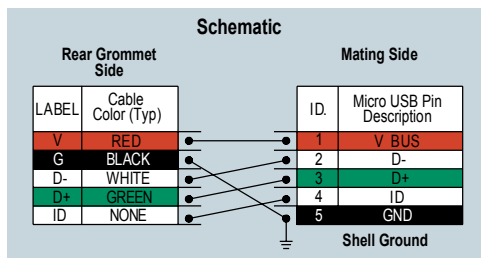 Schematic
Rear Grommet
Side
Mating Side
LABEL Cable
Color (Typ)
ID. Micro USB Pin
Description
V RED 1 V BUS
G BLACK 2 D-
D- WHITE 3 D+
D+ GREEN 4 ID
ID NONE 5 GND
Shell Ground